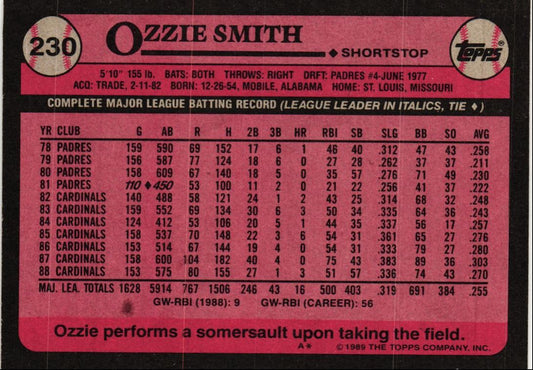 230
OZZIE SMITH
◆ SHORTSTOP
Topps
5'10" 155 lb. BATS: BOTH THROWS: RIGHT DRFT: PADRES #4-JUNE 1977
ACQ: TRADE, 2-11-82 BORN: 12-26-54, MOBILE, ALABAMA HOME: ST. LOUIS, MISSOURI
COMPLETE MAJOR LEAGUE BATTING RECORD (LEAGUE LEADER IN ITALICS, TIE ♦)
YR CLUB G AB R H 2B 3B HR RBI SB SLG BB SO AVG
78 PADRES 159 590 69 152 17 6 1 46 40 .312 47 43 .258
79 PADRES 156 587 77 124 18 6 0 27 28 .262 37 37 .211
80 PADRES 158 609 67 140 18 5 0 35 57 .276 71 49 .230
81 PADRES 110 ♦450 53 100 11 2 0 21 22 .256 41 37 .222
82 CARDINALS 140 488 58 121 24 1 2 43 25 .314 68 32 .248
83 CARDINALS 159 552 69 134 30 6 3 50 34 .335 64 36 .243
84 CARDINALS 124 412 53 106 20 5 1 44 35 .337 56 17 .257
85 CARDINALS 158 537 70 148 22 3 6 54 31 .361 65 27 .276
86 CARDINALS 153 514 67 144 19 4 0 54 31 .333 79 27 .280
87 CARDINALS 158 600 104 182 40 4 0 75 43 .383 89 36 .303
88 CARDINALS 153 575 80 155 27 1 3 51 57 .336 74 43 .270
MAJ. LEA. TOTALS 1628 5914 767 1506 246 43 16 500 403 .319 691 384 .255
GW-RBI (1988): 9 GW-RBI (CAREER): 56
Ozzie performs a somersault upon taking the field.
A* © 1989 THE TOPPS COMPANY, INC.